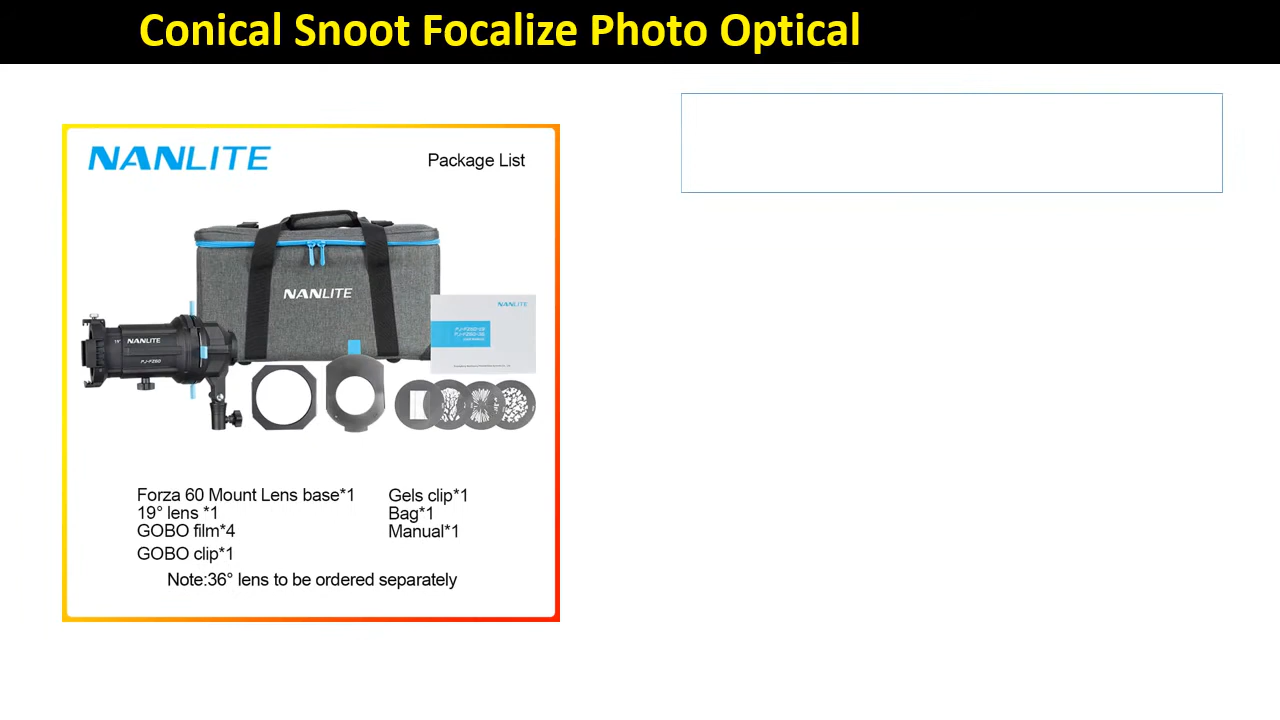 Conical Snoot Focalize Photo Optical
NANLITE
Package List
NANLITE
NANLITE
NANLITE
19°
PJ-FZ60
Forza 60 Mount Lens base*1
19° lens *1
GOBO film*4
GOBO clip*1
Gels clip*1
Bag*1
Manual*1
Note:36° lens to be ordered separately